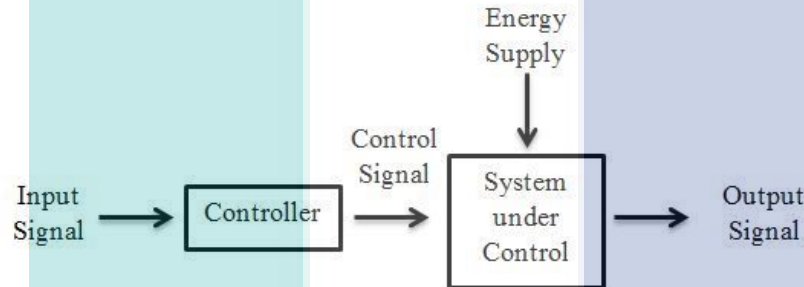 Energy
Supply
Control
Signal
Input
Signal
Controller
System
under
Control
Output
Signal